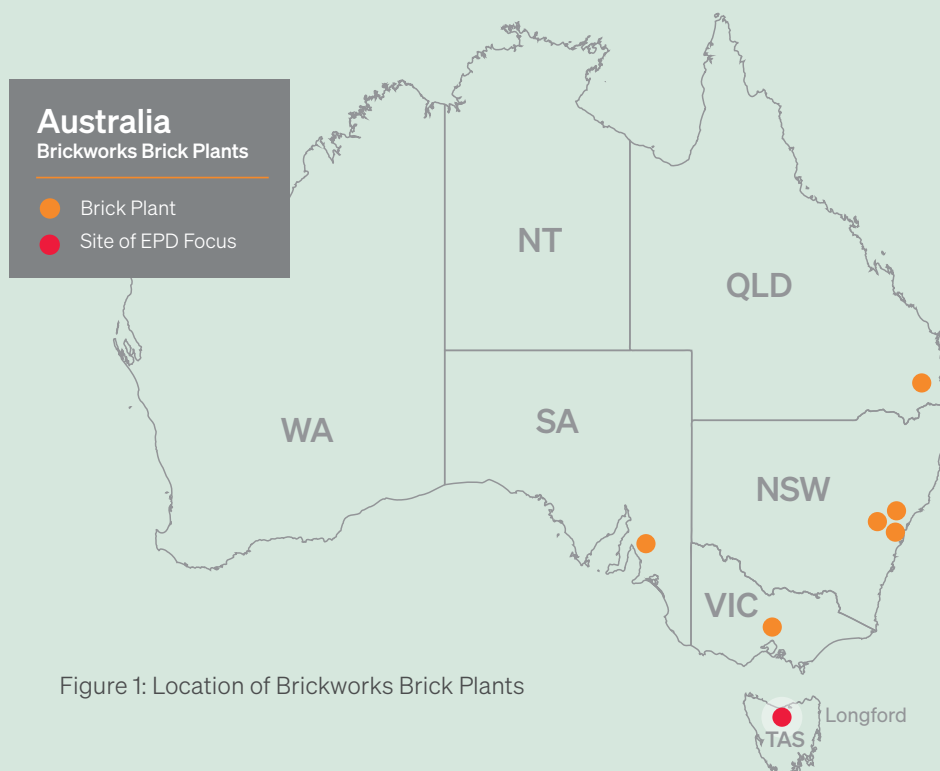 Australia
Brickworks Brick Plants
Brick Plant
Site of EPD Focus
NT
QLD
WA
SA
NSW
VIC
Figure 1: Location of Brickworks Brick Plants
Longford
TAS